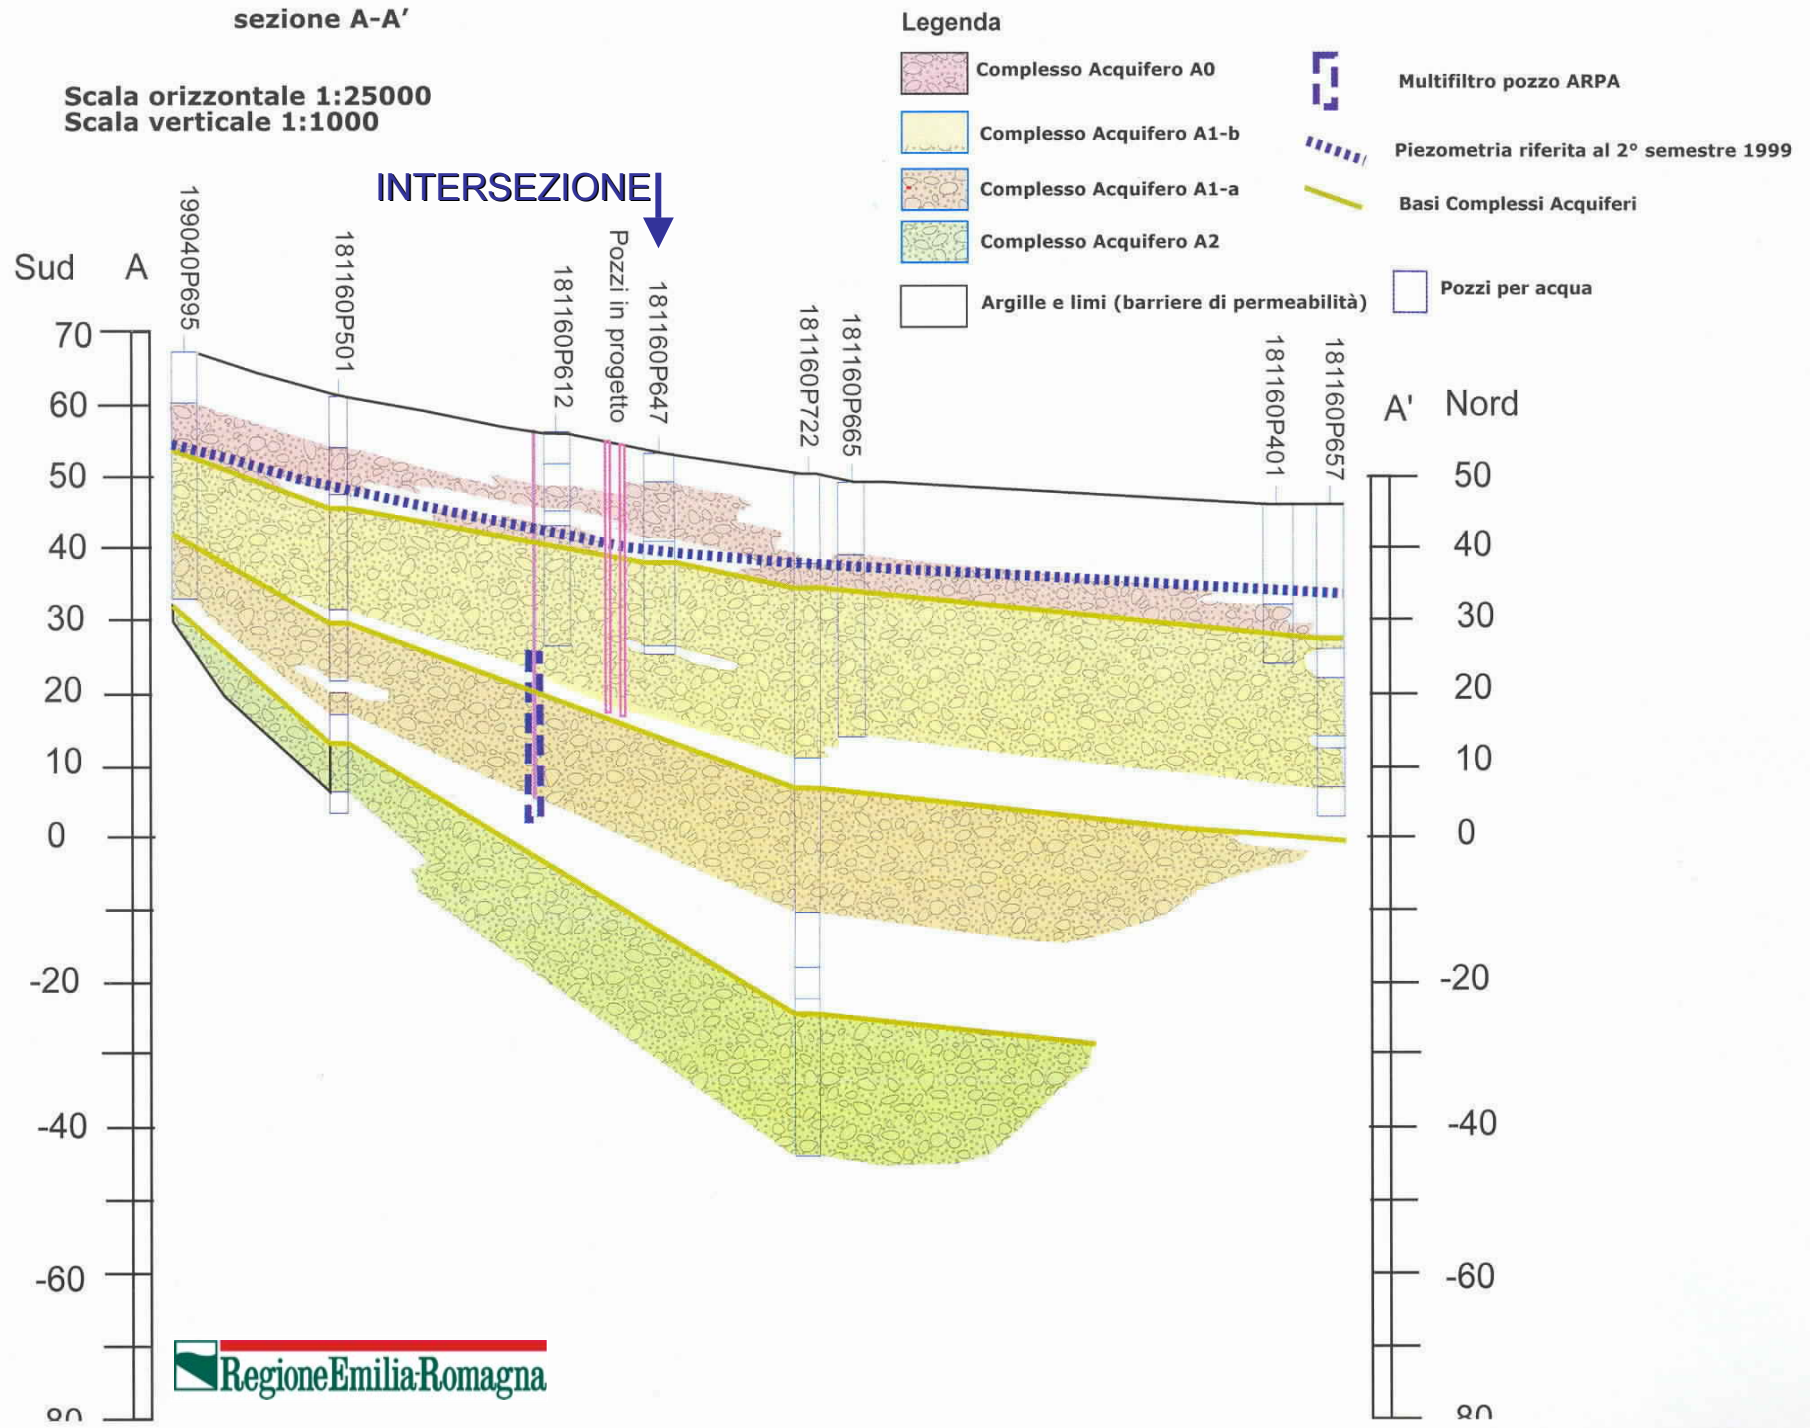 sezione A-A’
Scala orizzontale 1:25000
Scala verticale 1:1000
INTERSEZIONE
Legenda
Complesso Acquifero A0
Complesso Acquifero A1-b
Complesso Acquifero A1-a
Complesso Acquifero A2
Argille e limi (barriere di permeabilità)
Multifiltro pozzo ARPA
Piezometria riferita al 2° semestre 1999
Basi Complessi Acquiferi
Pozzi per acqua
Sud A
199040P695
181160P501
181160P612
Pozzi in progetto
181160P647
181160P722
181160P665
181160P401
181160P657
A' Nord
70
60
50
40
30
20
10
0
-20
-40
-60
80
50
40
30
20
10
0
-20
-40
-60
80
RegioneEmilia-Romagna